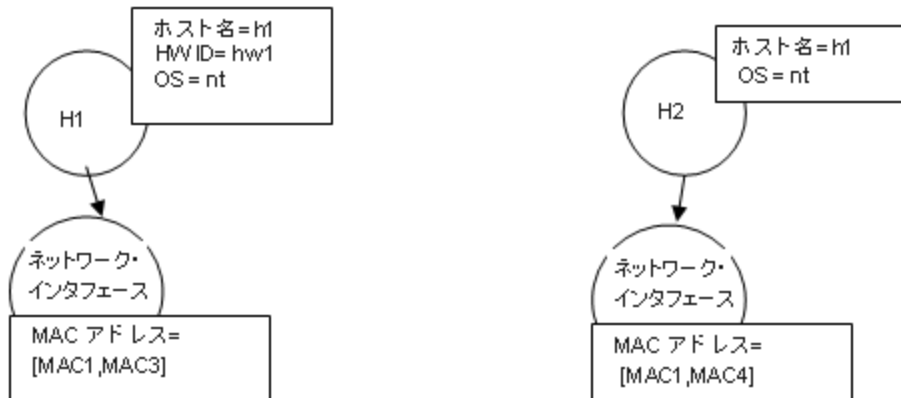 ホスト名=h1
HWID=hw1
OS=nt
H1
ネットワーク・
インタフェース
MAC アドレス=
[MAC1,MAC3]
ホスト名=h1
OS=nt
H2
ネットワーク・
インタフェース
MAC アドレス=
[MAC1,MAC4]